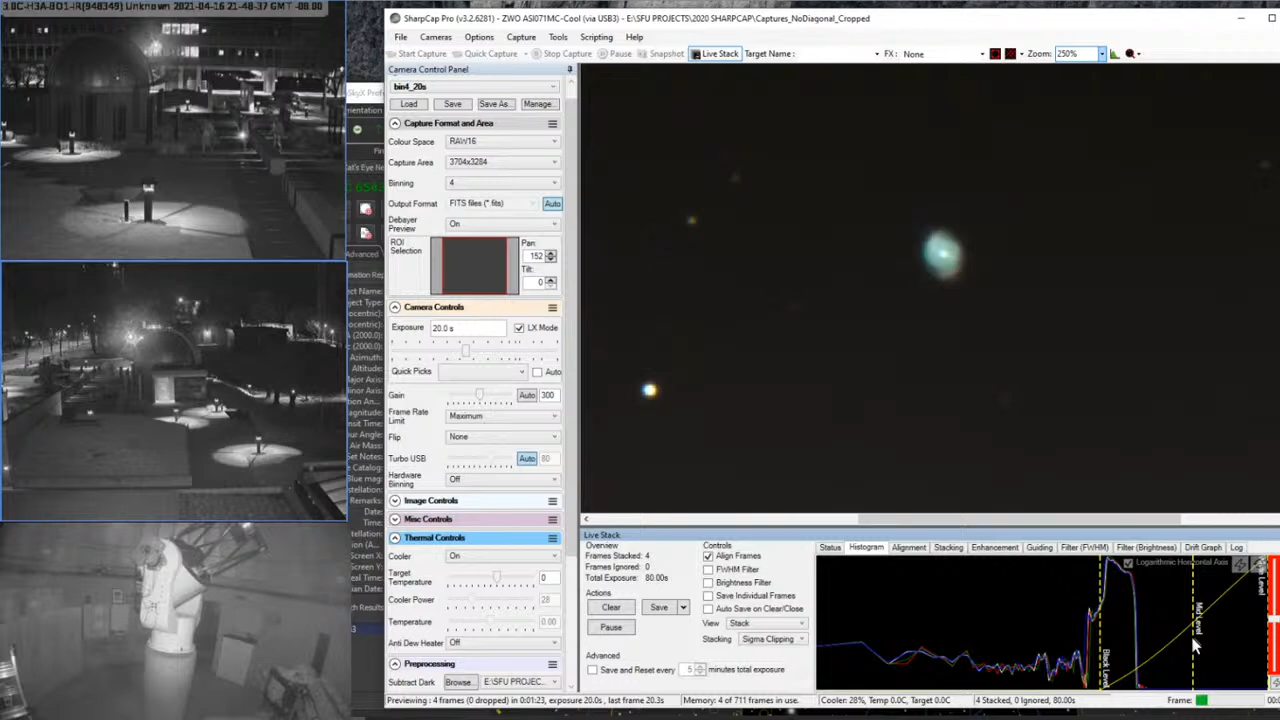 SharpCap Pro (v3.2.6281) - ZWO ASI071MC-Cool (via USB3) - E:\SFU PROJECTS\2020 SHARPCAP\Captures_NoDiagonal_Cropped
File Cameras Options Capture Tools Scripting Help
Start Capture Quick Capture Stop Capture Pause Snapshot Live Stack Target Name : FX : None Zoom: 250%
Camera Control Panel
bin4_20s
Load Save Save As... Manage...
Capture Format and Area
Colour Space RAW16
Capture Area 3704x3284
Binning 4
Output Format FITS files (*.fits) Auto
Debayer Preview On
ROI Selection
Pan: 152
Tilt: 0
Camera Controls
Exposure 20.0 s LX Mode
Quick Picks Auto
Gain Auto 300
Frame Rate Limit Maximum
Flip None
Turbo USB Auto 80
Hardware Binning Off
Image Controls
Misc Controls
Thermal Controls
Cooler On
Target Temperature 0
Cooler Power 28
Temperature 0.00
Anti Dew Heater Off
Preprocessing
Subtract Dark Browse... E:\SFU PROJEC...
Previewing : 4 frames (0 dropped) in 0:01:23, exposure 20.0s, last frame 20.3s
Live Stack
Overview
Frames Stacked: 4
Frames Ignored: 0
Total Exposure: 80.00s
Actions
Clear Save
Pause
Advanced
Save and Reset every 5 minutes total exposure
Controls
Align Frames
FWHM Filter
Brightness Filter
Save Individual Frames
Auto Save on Clear/Close
View Stack
Stacking Sigma Clipping
Status Histogram Alignment Stacking Enhancement Guiding Filter (FWHM) Filter (Brightness) Drift Graph Log
Logarithmic Horizontal Axis
Black Level
Mid Level
Memory: 4 of 711 frames in use. Cooler: 28%, Temp 0.0C, Target 0.0C 4 Stacked, 0 Ignored, 80.00s Frame: